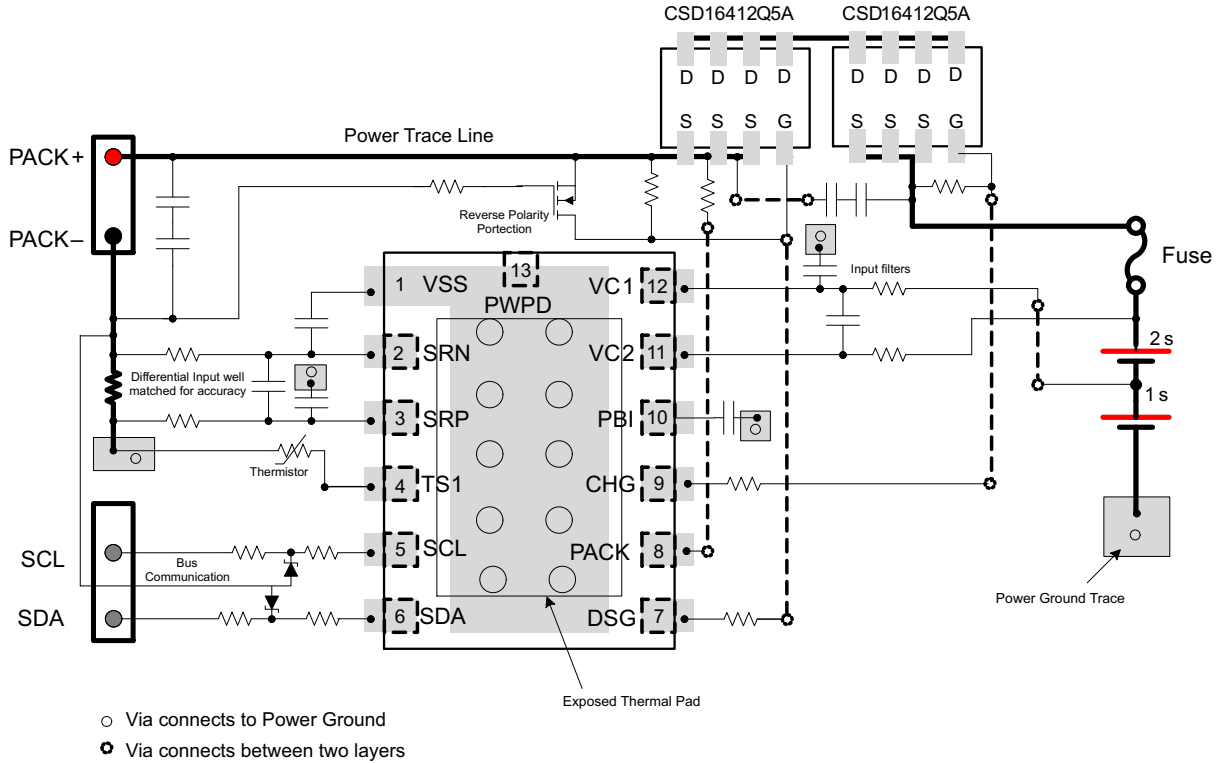 CSD16412Q5A CSD16412Q5A
D D D D D D D D
S S S G S S S G
Power Trace Line
PACK+
PACK–
Reverse Polarity
Portection
Fuse
Input filters
1 VSS
13
PWPD
VC1 12
2 SRN
VC2 11
2 s
1 s
Differential Input well
matched for accuracy
3 SRP
PBI 10
Thermistor
4 TS1
CHG 9
SCL
Bus
Communication
5 SCL
PACK 8
SDA
6 SDA
DSG 7
Power Ground Trace
Exposed Thermal Pad
Via connects to Power Ground
Via connects between two layers